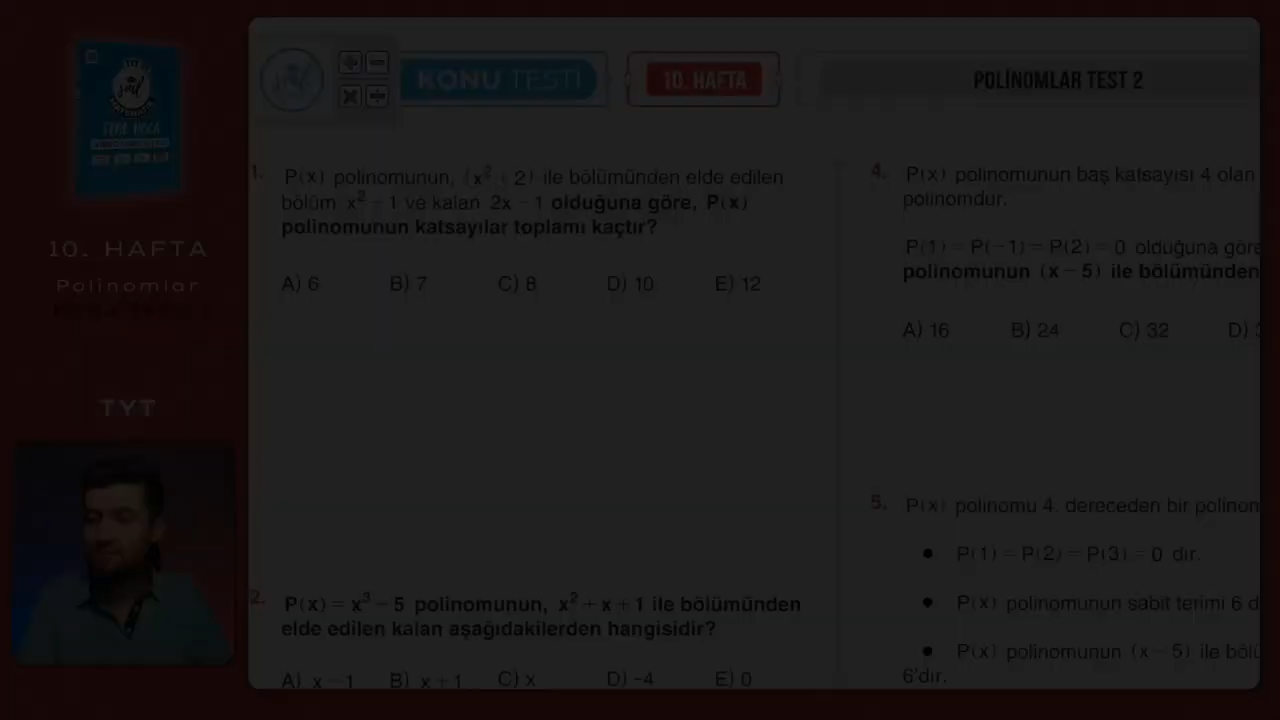 KONU TESTİ
10. HAFTA
POLİNOMLAR TEST 2
10. HAFTA
Polinomlar
TYT
1. P(x) polinomunun, (x² + 2) ile bölümünden elde edilen
bölüm x² + 1 ve kalan 2x - 1 olduğuna göre, P(x)
polinomunun katsayılar toplamı kaçtır?
A) 6 B) 7 C) 8 D) 10 E) 12
2. P(x) = x³ - 5 polinomunun, x² + x + 1 ile bölümünden
elde edilen kalan aşağıdakilerden hangisidir?
A) x - 1 B) x + 1 C) x D) -4 E) 0
4. P(x) polinomunun baş katsayısı 4 olan
polinomdur.
P(1) = P(-1) = P(2) = 0 olduğuna göre
polinomunun (x - 5) ile bölümünden
A) 16 B) 24 C) 32 D)
5. P(x) polinomu 4. dereceden bir polinom
• P(1) = P(2) = P(3) = 0 dır.
• P(x) polinomunun sabit terimi 6 d
• P(x) polinomunun (x - 5) ile bölü
6'dır.